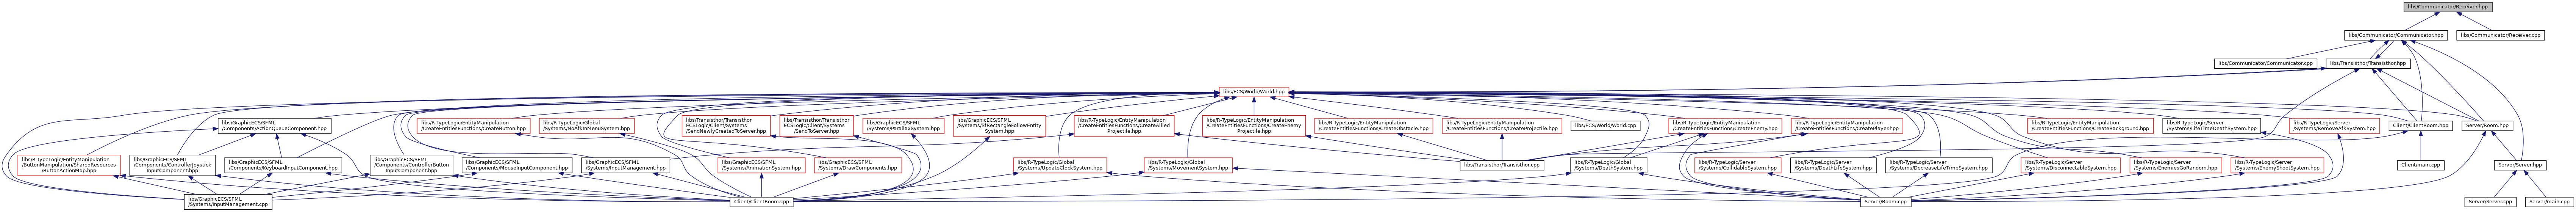 libs/Communicator/Receiver.hpp
libs/Communicator/Communicator.hpp
libs/Communicator/Receiver.cpp
libs/Communicator/Communicator.cpp
libs/Transisthor/Transisthor.hpp
libs/ECS/World/World.hpp
libs/GraphicECS/SFML
/Components/ActionQueueComponent.hpp
libs/R-TypeLogic/EntityManipulation
/CreateEntitiesFunctions/CreateButton.hpp
libs/R-TypeLogic/Global
/Systems/NoAfkInMenuSystem.hpp
libs/Transisthor/Transisthor
ECSLogic/Client/Systems
/SendNewlyCreatedToServer.hpp
libs/Transisthor/Transisthor
ECSLogic/Client/Systems
/SendToServer.hpp
libs/GraphicECS/SFML
/Systems/ParallaxSystem.hpp
libs/GraphicECS/SFML
/Systems/SfRectangleFollowEntity
System.hpp
libs/R-TypeLogic/EntityManipulation
/CreateEntitiesFunctions/CreateAllied
Projectile.hpp
libs/R-TypeLogic/EntityManipulation
/CreateEntitiesFunctions/CreateEnemy
Projectile.hpp
libs/R-TypeLogic/EntityManipulation
/CreateEntitiesFunctions/CreateObstacle.hpp
libs/R-TypeLogic/EntityManipulation
/CreateEntitiesFunctions/CreateProjectile.hpp
libs/ECS/World/World.cpp
libs/R-TypeLogic/EntityManipulation
/CreateEntitiesFunctions/CreateEnemy.hpp
libs/R-TypeLogic/EntityManipulation
/CreateEntitiesFunctions/CreatePlayer.hpp
libs/R-TypeLogic/EntityManipulation
/CreateEntitiesFunctions/CreateBackground.hpp
libs/R-TypeLogic/Server
/Systems/LifeTimeDeathSystem.hpp
libs/R-TypeLogic/Server
/Systems/RemoveAfkSystem.hpp
Client/ClientRoom.hpp
Server/Room.hpp
libs/R-TypeLogic/EntityManipulation
/ButtonManipulation/SharedResources
/ButtonActionMap.hpp
libs/GraphicECS/SFML
/Components/ControllerJoystick
InputComponent.hpp
libs/GraphicECS/SFML
/Components/KeyboardInputComponent.hpp
libs/GraphicECS/SFML
/Components/ControllerButton
InputComponent.hpp
libs/GraphicECS/SFML
/Components/MouseInputComponent.hpp
libs/GraphicECS/SFML
/Systems/InputManagement.hpp
libs/GraphicECS/SFML
/Systems/AnimationSystem.hpp
libs/GraphicECS/SFML
/Systems/DrawComponents.hpp
libs/R-TypeLogic/Global
/Systems/UpdateClockSystem.hpp
libs/R-TypeLogic/Global
/Systems/MovementSystem.hpp
libs/Transisthor/Transisthor.cpp
libs/R-TypeLogic/Global
/Systems/DeathSystem.hpp
libs/R-TypeLogic/Server
/Systems/CollidableSystem.hpp
libs/R-TypeLogic/Server
/Systems/DeathLifeSystem.hpp
libs/R-TypeLogic/Server
/Systems/DecreaseLifeTimeSystem.hpp
libs/R-TypeLogic/Server
/Systems/DisconnectableSystem.hpp
libs/R-TypeLogic/Server
/Systems/EnemiesGoRandom.hpp
libs/R-TypeLogic/Server
/Systems/EnemyShootSystem.hpp
Client/main.cpp
Server/Server.hpp
libs/GraphicECS/SFML
/Systems/InputManagement.cpp
Client/ClientRoom.cpp
Server/Room.cpp
Server/Server.cpp
Server/main.cpp